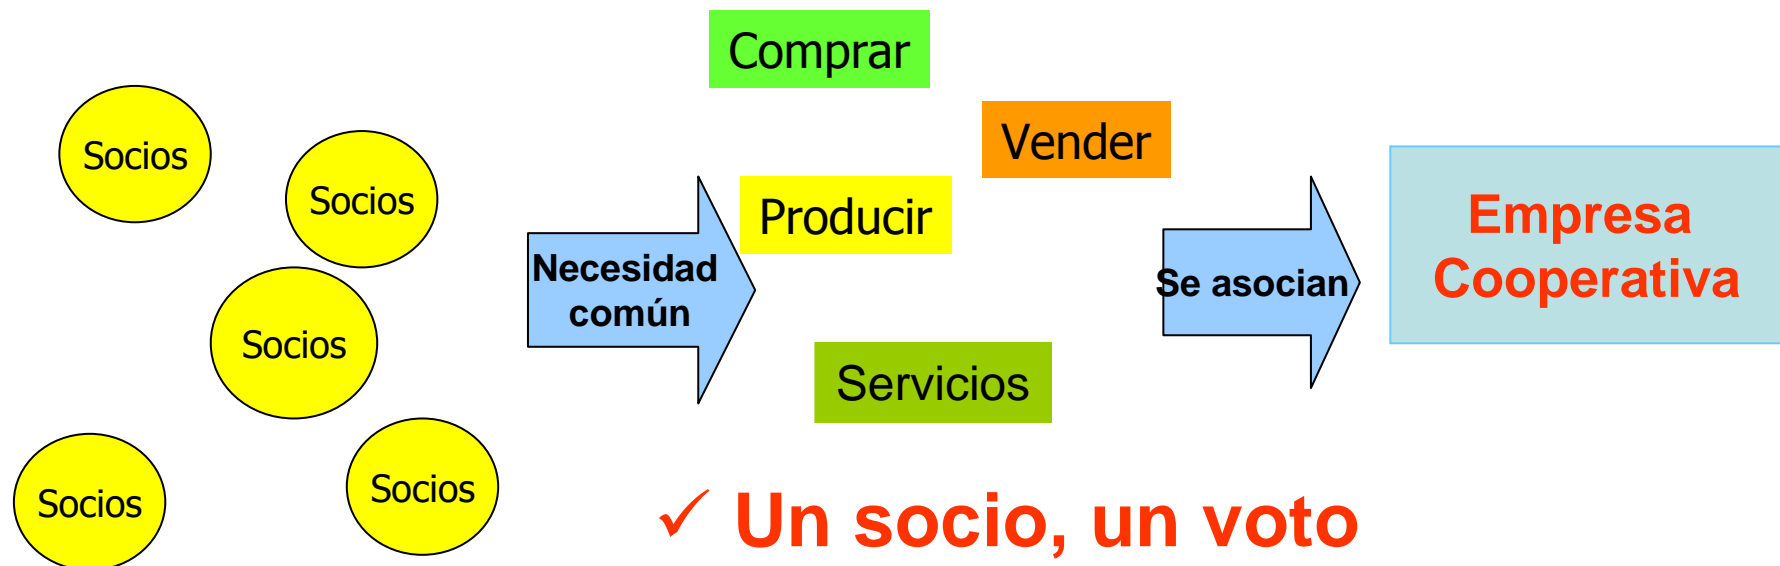 Comprar
Vender
Socios
Socios
Producir
Necesidad
común
Se asocian
Empresa
Cooperativa
Socios
Servicios
Socios
Socios
✓ Un socio, un voto